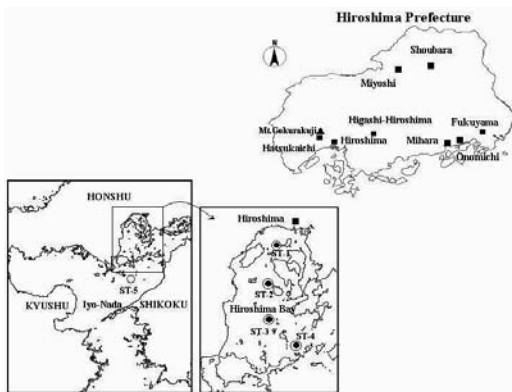 Hiroshima Prefecture
N
Shoubara
Miyoshi
Higashi-Hiroshima
Fukuyama
Mt.Gokurakuji
Hatsukaichi
Hiroshima
Mihara
Onomichi
HONSHU
Hiroshima
ST-1
ST-2
ST-5
KYUSHU
Iyo-Nada
SHIKOKU
Hiroshima Bay
ST-3
ST-4